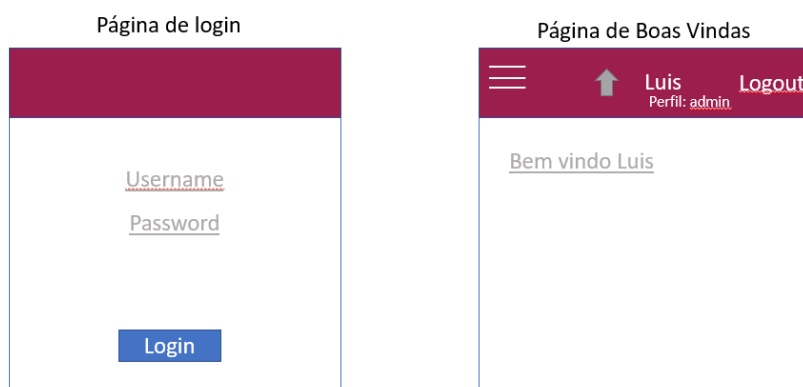 Página de login
Username
Password
Login
Página de Boas Vindas
Luis
Logout
Perfil: admin
Bem vindo Luis